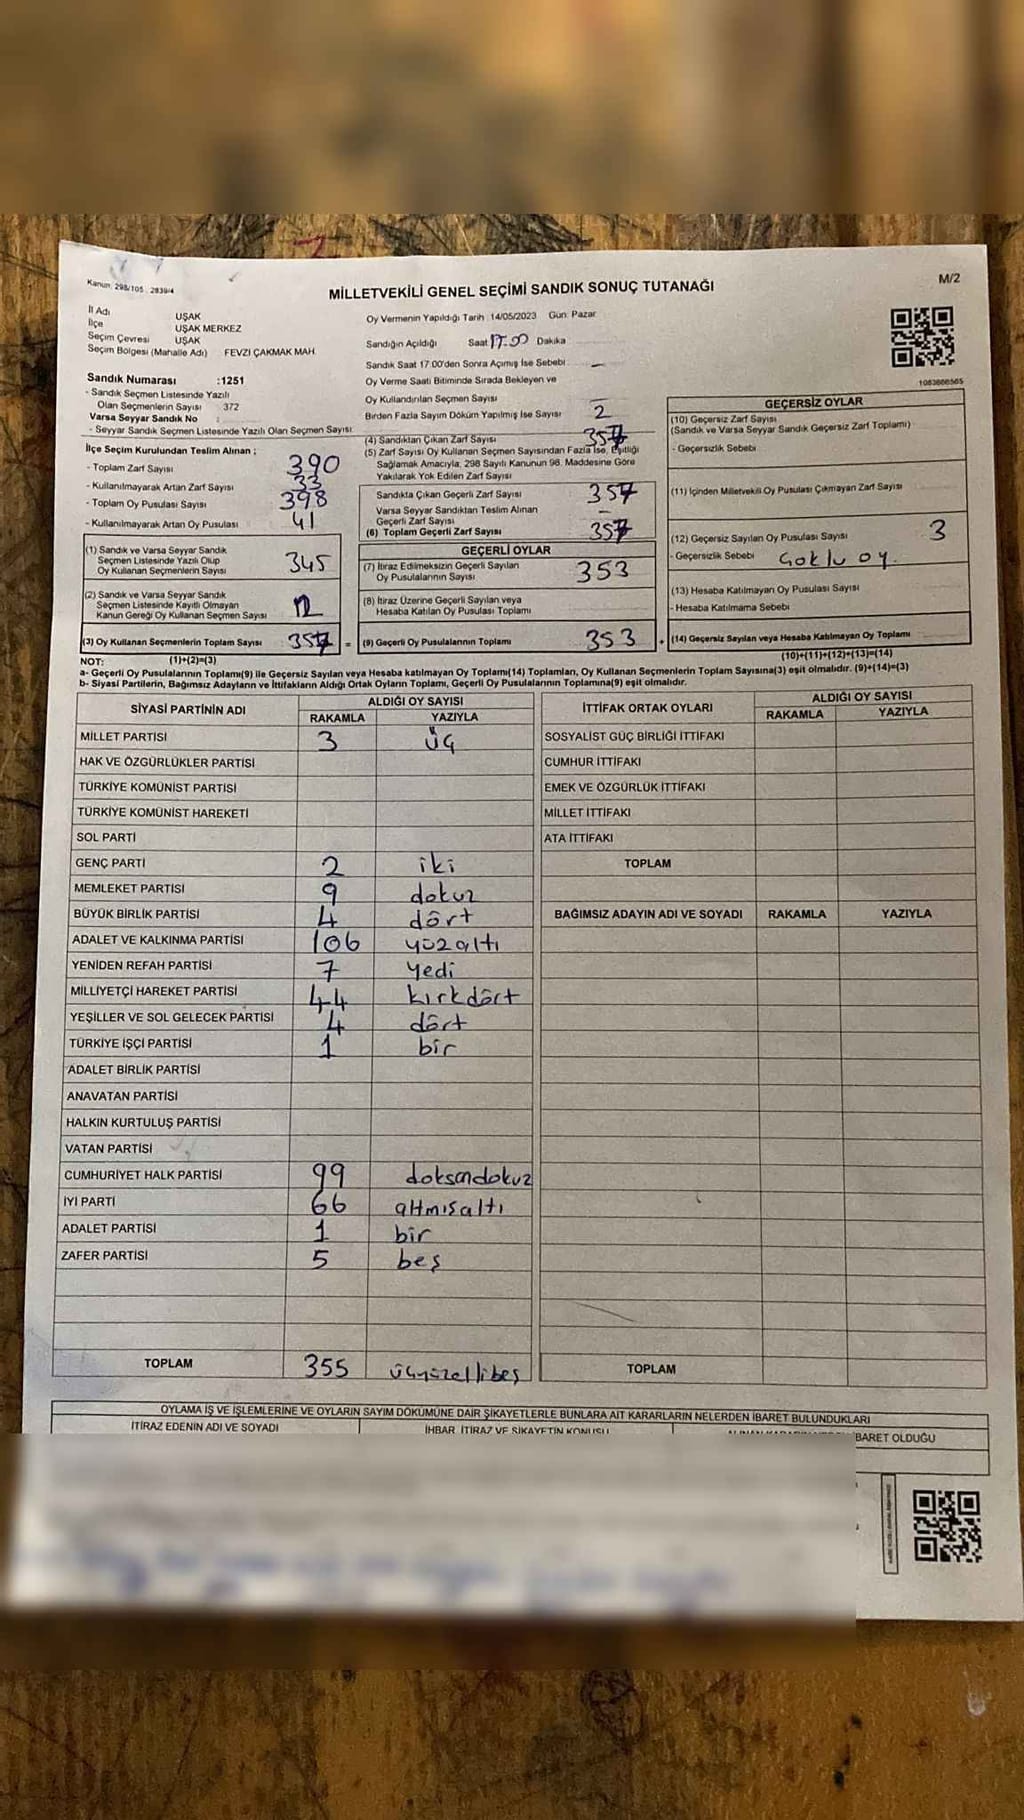 Kanun: 298/105 2839/4
M/2
MİLLETVEKİLİ GENEL SEÇİMİ SANDIK SONUÇ TUTANAĞI
İl Adı UŞAK
İlçe UŞAK MERKEZ
Seçim Çevresi UŞAK
Seçim Bölgesi (Mahalle Adı) FEVZI ÇAKMAK MAH.
Sandık Numarası :1251
- Sandık Seçmen Listesinde Yazılı
Olan Seçmenlerin Sayısı 372
Varsa Seyyar Sandık No :
- Seyyar Sandık Seçmen Listesinde Yazılı Olan Seçmen Sayısı:
Oy Vermenin Yapıldığı Tarih : 14/05/2023 Gün: Pazar
Sandığın Açıldığı Saat 17.00 Dakika
Sandık Saat 17:00'den Sonra Açımış İse Sebebi
Oy Verme Saati Bitiminde Sırada Bekleyen ve
Oy Kullandırılan Seçmen Sayısı
Birden Fazla Sayım Döküm Yapılmış İse Sayısı 2
1083666565
İlçe Seçim Kurulundan Teslim Alınan ;
- Toplam Zarf Sayısı 390
- Kullanılmayarak Artan Zarf Sayısı 33
- Toplam Oy Pusulası Sayısı 398
- Kullanılmayarak Artan Oy Pusulası 41
(4) Sandıktan Çıkan Zarf Sayısı 357
(5) Zarf Sayısı Oy Kullanan Seçmen Sayısından Fazla İse, Eşitliği
Sağlamak Amacıyla, 298 Sayılı Kanunun 98. Maddesine Göre
Yakılarak Yok Edilen Zarf Sayısı
Sandıkta Çıkan Geçerli Zarf Sayısı 357
Varsa Seyyar Sandıktan Teslim Alınan
Geçerli Zarf Sayısı
(6) Toplam Geçerli Zarf Sayısı 357
GEÇERSİZ OYLAR
(10) Geçersiz Zarf Sayısı
(Sandık ve Varsa Seyyar Sandık Geçersiz Zarf Toplamı)
- Geçersizlik Sebebi
(11) İçinden Milletvekili Oy Pusulası Çıkmayan Zarf Sayısı
(12) Geçersiz Sayılan Oy Pusulası Sayısı 3
- Geçersizlik Sebebi Çoklu oy.
(13) Hesaba Katılmayan Oy Pusulası Sayısı
- Hesaba Katılmama Sebebi
(1) Sandık ve Varsa Seyyar Sandık
Seçmen Listesinde Yazılı Olup
Oy Kullanan Seçmenlerin Sayısı 345
(2) Sandık ve Varsa Seyyar Sandık
Seçmen Listesinde Kayıtlı Olmayan
Kanun Gereği Oy Kullanan Seçmen Sayısı
GEÇERLİ OYLAR
(7) İtiraz Edilmeksizin Geçerli Sayılan
Oy Pusulalarının Sayısı 353
(8) İtiraz Üzerine Geçerli Sayılan veya
Hesaba Katılan Oy Pusulası Toplamı
(3) Oy Kullanan Seçmenlerin Toplam Sayısı 357 = (9) Geçerli Oy Pusulalarının Toplamı 353 + (14) Geçersiz Sayılan veya Hesaba Katılmayan Oy Toplamı
NOT: (1)+(2)=(3) (10)+(11)+(12)+(13)=(14)
a- Geçerli Oy Pusulalarının Toplamı(9) ile Geçersiz Sayılan veya Hesaba katılmayan Oy Toplamı(14) Toplamları, Oy Kullanan Seçmenlerin Toplam Sayısına(3) eşit olmalıdır. (9)+(14)=(3)
b- Siyasi Partilerin, Bağımsız Adayların ve İttifakların Aldığı Ortak Oyların Toplamı, Geçerli Oy Pusulalarının Toplamına(9) eşit olmalıdır.
SİYASİ PARTİNİN ADI ALDIĞI OY SAYISI
RAKAMLA YAZIYLA
MİLLET PARTİSİ 3 üç
HAK VE ÖZGÜRLÜKLER PARTİSİ
TÜRKİYE KOMÜNİST PARTİSİ
TÜRKİYE KOMÜNİST HAREKETİ
SOL PARTİ
GENÇ PARTİ 2 iki
MEMLEKET PARTİSİ 9 dokuz
BÜYÜK BİRLİK PARTİSİ 4 dört
ADALET VE KALKINMA PARTİSİ 106 yüzaltı
YENİDEN REFAH PARTİSİ 7 yedi
MİLLİYETÇİ HAREKET PARTİSİ 44 kırkdört
YEŞİLLER VE SOL GELECEK PARTİSİ 4 dört
TÜRKİYE İŞÇİ PARTİSİ 1 bir
ADALET BİRLİK PARTİSİ
ANAVATAN PARTİSİ
HALKIN KURTULUŞ PARTİSİ
VATAN PARTİSİ
CUMHURİYET HALK PARTİSİ 99 doksandokuz
İYİ PARTİ 66 altmışaltı
ADALET PARTİSİ 1 bir
ZAFER PARTİSİ 5 beş
TOPLAM 355 üçyüzellibeş
İTTİFAK ORTAK OYLARI ALDIĞI OY SAYISI
RAKAMLA YAZIYLA
SOSYALİST GÜÇ BİRLİĞİ İTTİFAKI
CUMHUR İTTİFAKI
EMEK VE ÖZGÜRLÜK İTTİFAKI
MİLLET İTTİFAKI
ATA İTTİFAKI
TOPLAM
BAĞIMSIZ ADAYIN ADI VE SOYADI RAKAMLA YAZIYLA
TOPLAM
OYLAMA İŞ VE İŞLEMLERİNE VE OYLARIN SAYIM DÖKÜMÜNE DAİR ŞİKAYETLERLE BUNLARA AİT KARARLARIN NELERDEN İBARET BULUNDUKLARI
İTİRAZ EDENİN ADI VE SOYADI İHBAR, İTİRAZ VE ŞİKAYETİN KONUSU
BARET OLDUĞU